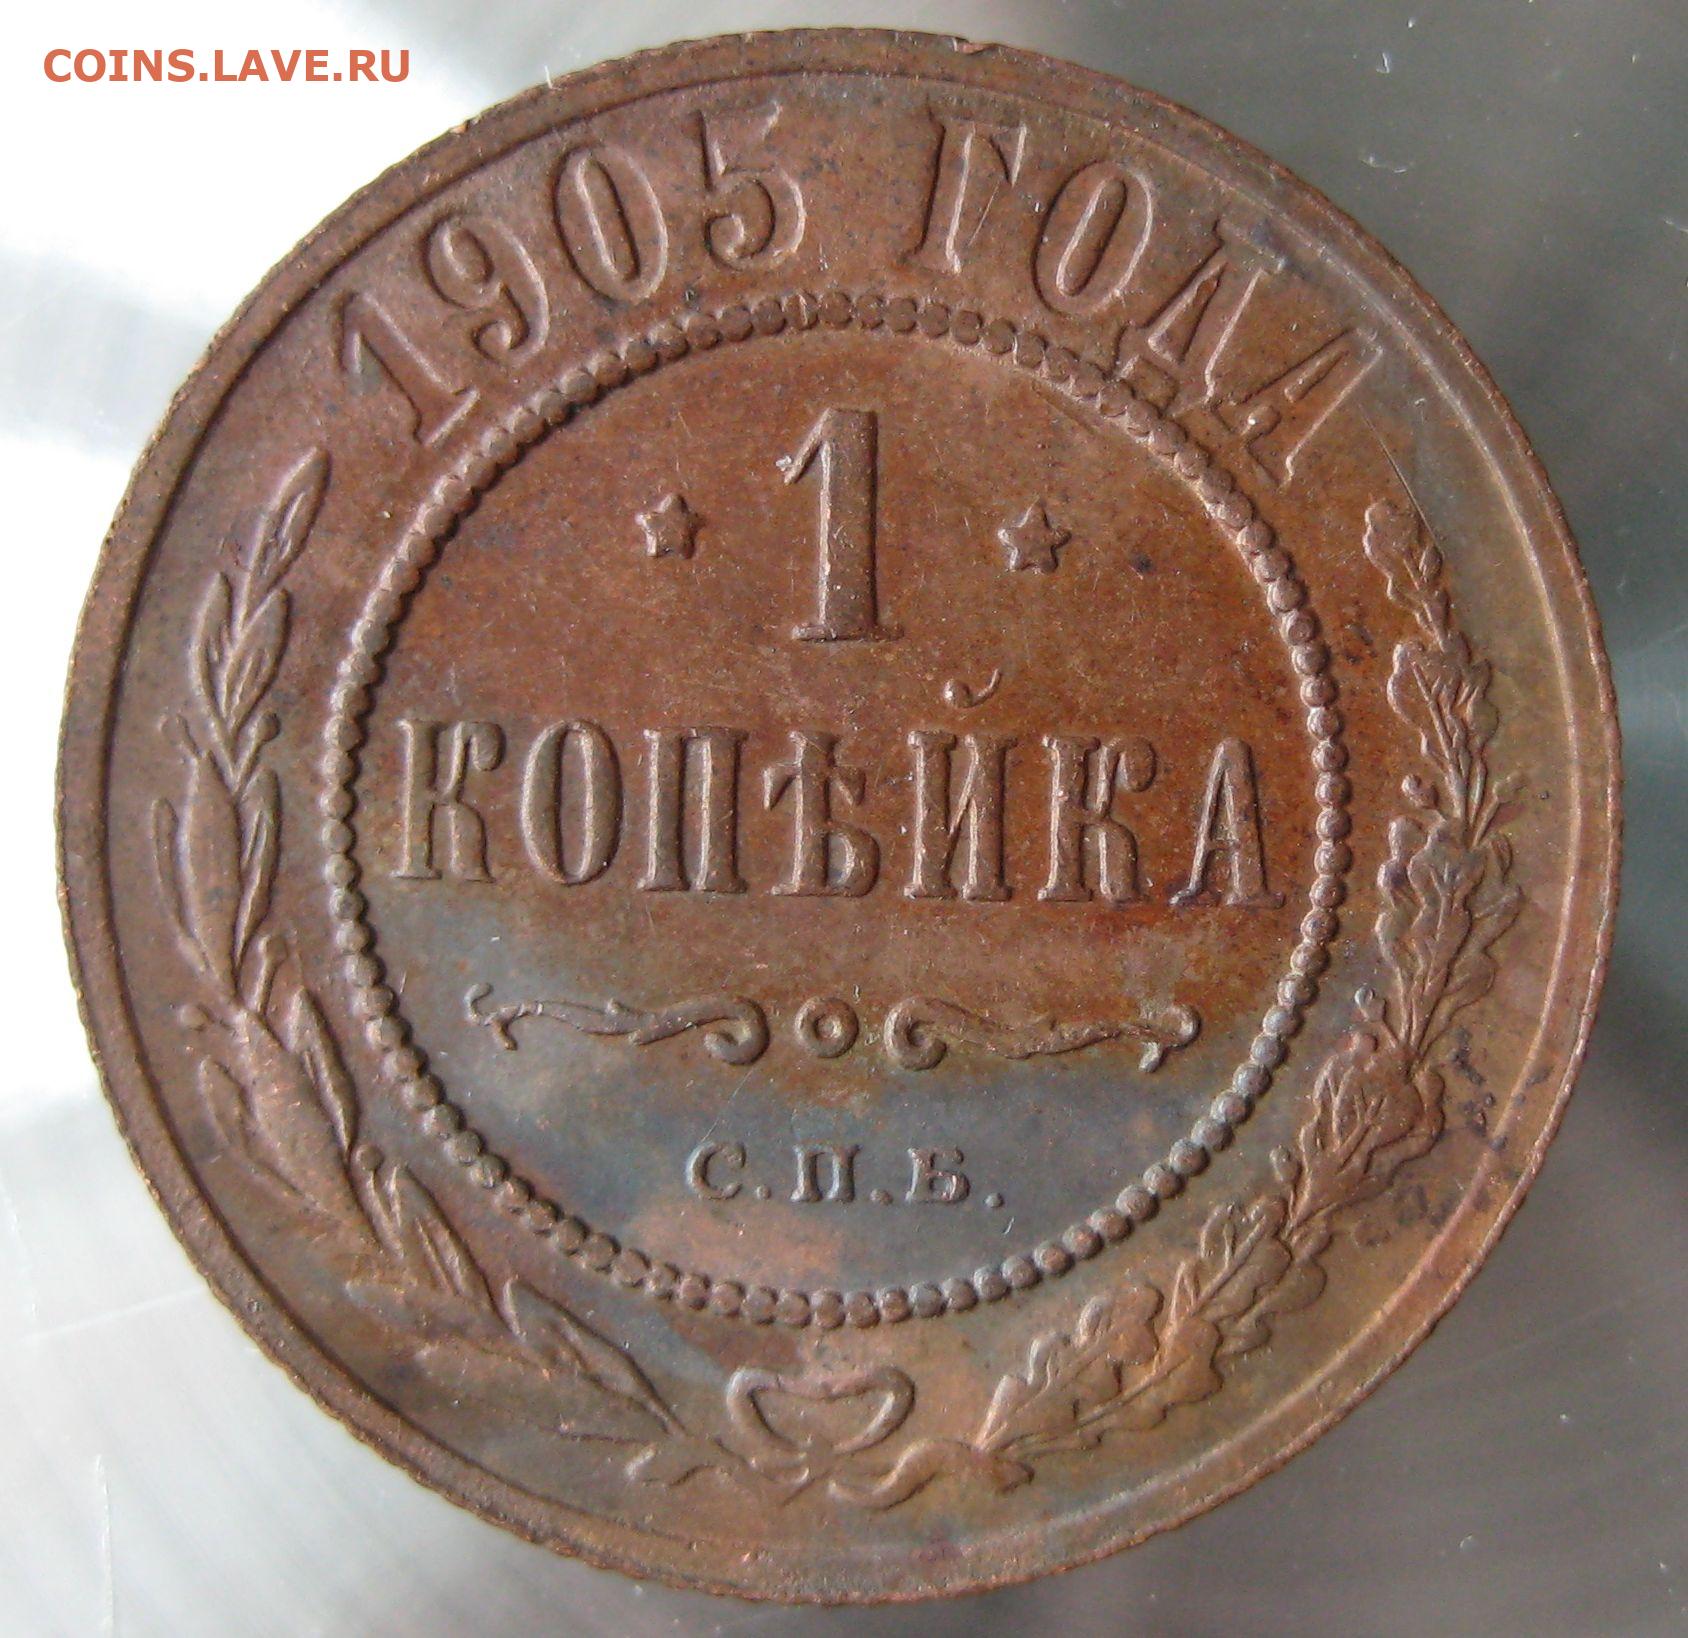 COINS.LAVE.RU
1905 ГОДА
1
КОПѢЙКА
С.П.Б.